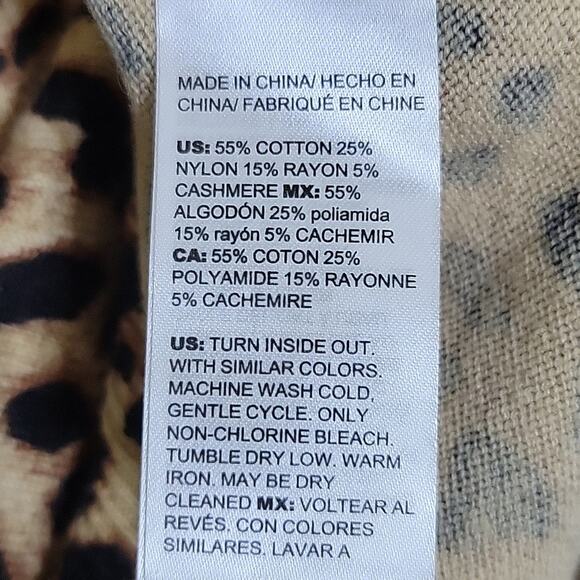 MADE IN CHINA/ HECHO EN
CHINA/ FABRIQUÉ EN CHINE
US: 55% COTTON 25%
NYLON 15% RAYON 5%
CASHMERE MX: 55%
ALGODÓN 25% poliamida
15% rayón 5% CACHEMIR
CA: 55% COTON 25%
POLYAMIDE 15% RAYONNE
5% CACHEMIRE
US: TURN INSIDE OUT.
WITH SIMILAR COLORS.
MACHINE WASH COLD,
GENTLE CYCLE. ONLY
NON-CHLORINE BLEACH.
TUMBLE DRY LOW. WARM
IRON. MAY BE DRY
CLEANED MX: VOLTEAR AL
REVÉS. CON COLORES
SIMILARES. LAVAR A